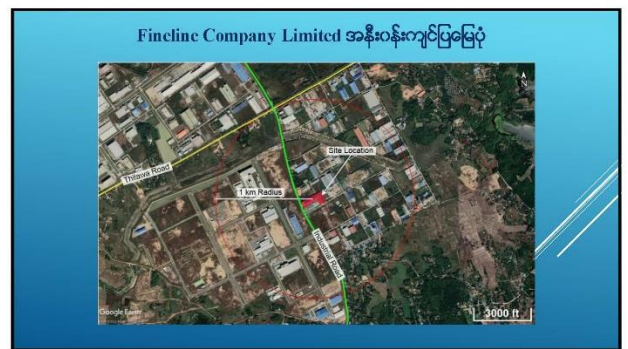 Fineline Company Limited အနီးပန်းကျင်ပြမြေပုံ
N
Site Location
Thilawa Road
1 km Radius
Industrial Road
Google Earth
3000 ft